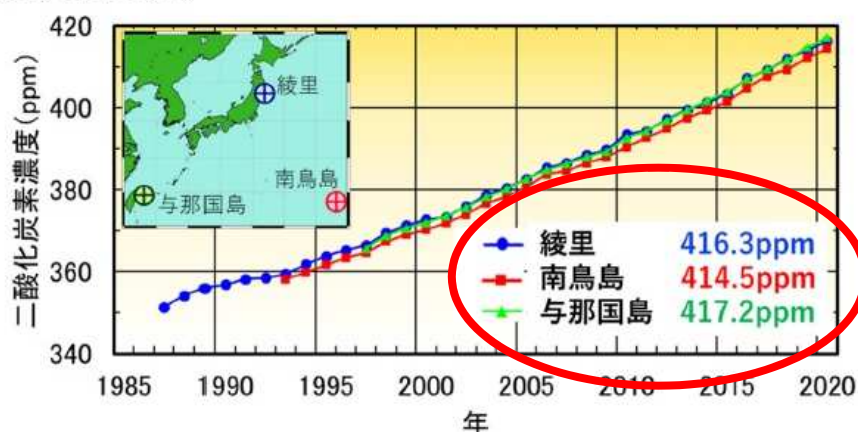 420
400
380
360
340
二酸化炭素濃度(ppm)
綾里
南鳥島
与那国島
綾里 416.3ppm
南鳥島 414.5ppm
与那国島 417.2ppm
1985 1990 1995 2000 2005 2010 2015 2020
年